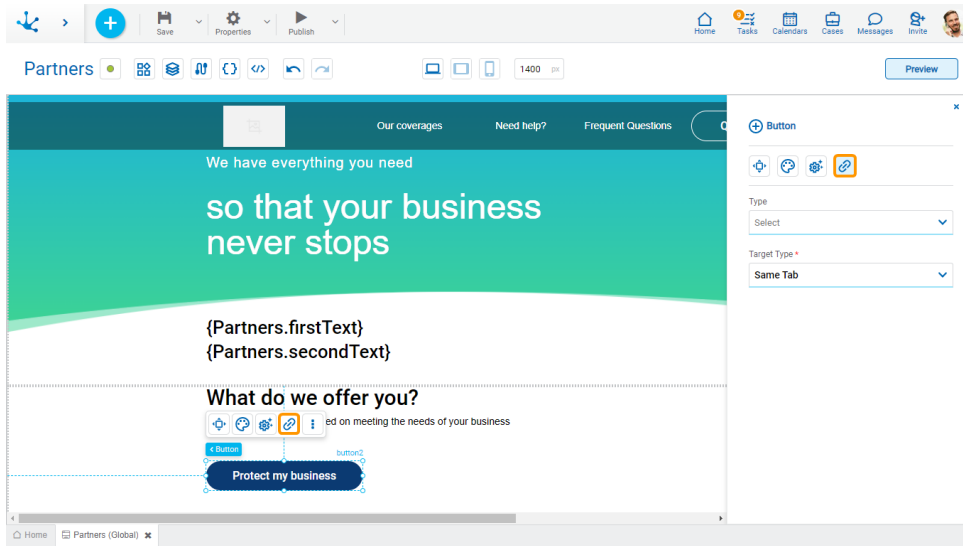 Save
Properties
Publish
Home
9
Tasks
Calendars
Cases
Messages
Invite
Partners
1400 px
Preview
Our coverages
Need help?
Frequent Questions
We have everything you need
so that your business
never stops
{Partners.firstText}
{Partners.secondText}
What do we offer you?
ed on meeting the needs of your business
Button
button2
Protect my business
Button
Type
Select
Target Type *
Same Tab
Home
Partners (Global)